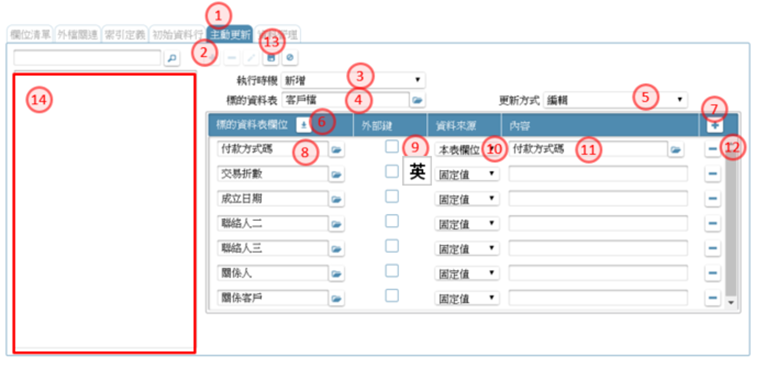 1
欄位清單 外檔關連 索引定義 初始資料行 主動更新 管理
2 13
執行時機 新增 3
14 標的資料表 客戶檔 4 更新方式 編輯 5
標的資料表欄位 6 外部鍵 資料來源 內容 7
付款方式碼 8 9 本表欄位 10 付款方式碼 11 12
交易折數 英 固定值
成立日期 固定值
聯絡人二 固定值
聯絡人三 固定值
關係人 固定值
關係客戶 固定值